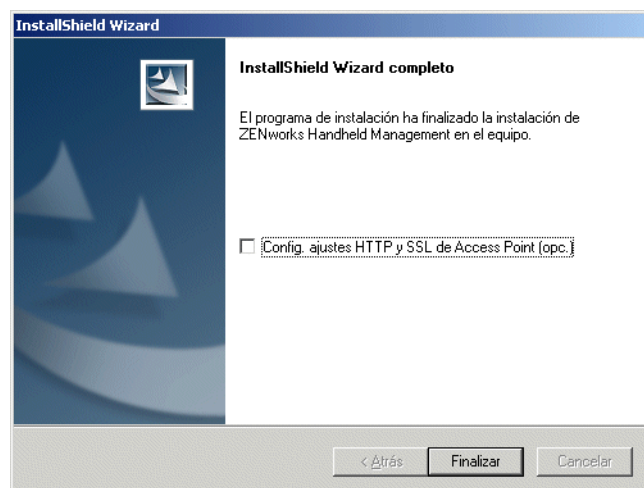 InstallShield Wizard
InstallShield Wizard completo
El programa de instalación ha finalizado la instalación de
ZENworks Handheld Management en el equipo.
Config. ajustes HTTP y SSL de Access Point (opc.)
< Atrás
Finalizar
Cancelar